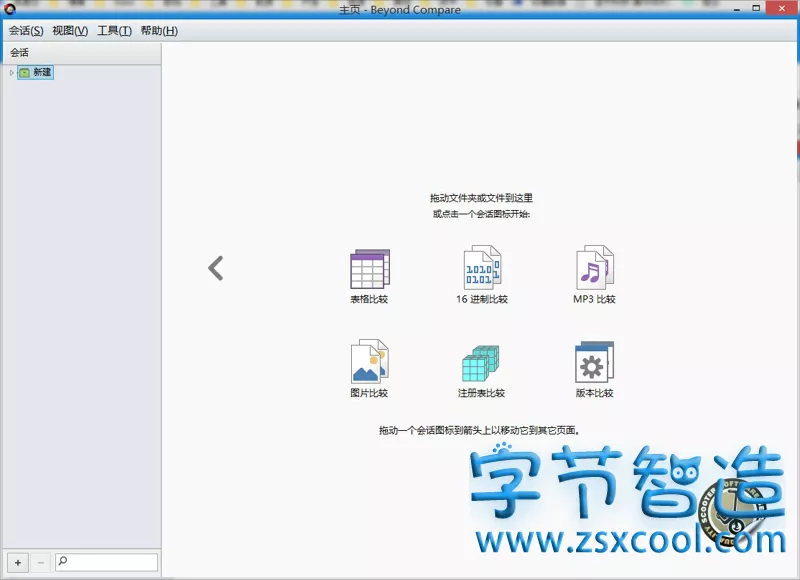 主页 - Beyond Compare
会话(S) 视图(V) 工具(T) 帮助(H)
会话
新建
拖动文件夹或文件到这里
或点击一个会话图标开始:
10101
0101
表格比较 16 进制比较 MP3 比较
图片比较 注册表比较 版本比较
拖动一个会话图标到箭头上以移动它到其它页面。
字节智造
SCOOTER SOFTWARE
www.zsxcool.com